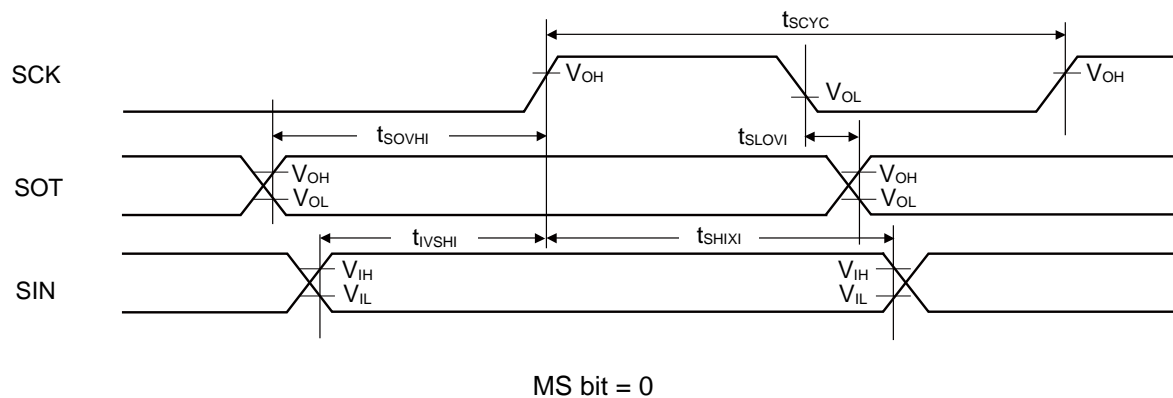 tSCYC
SCK
VOH
VOH
VOL
tSOVHI
tSLOVI
SOT
VOH
VOL
VOH
VOL
tIVSHI
tSHIXI
SIN
VIH
VIL
VIH
VIL
MS bit = 0